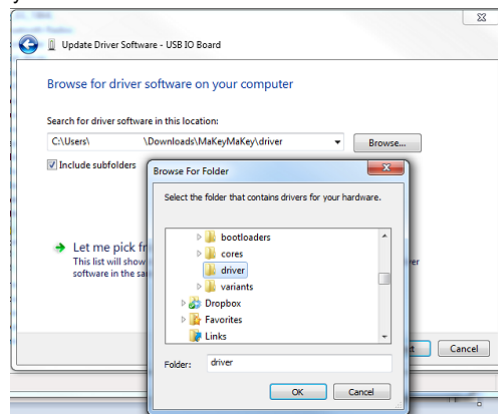 Update Driver Software - USB IO Board
Browse for driver software on your computer
Search for driver software in this location:
C:\Users\ \Downloads\MaKeyMaKey\driver
Browse...
Include subfolders
Browse For Folder
Select the folder that contains drivers for your hardware.
bootloaders
cores
driver
variants
Dropbox
Favorites
Links
Folder: driver
OK Cancel
Let me pick
This list will show
software in the
Cancel